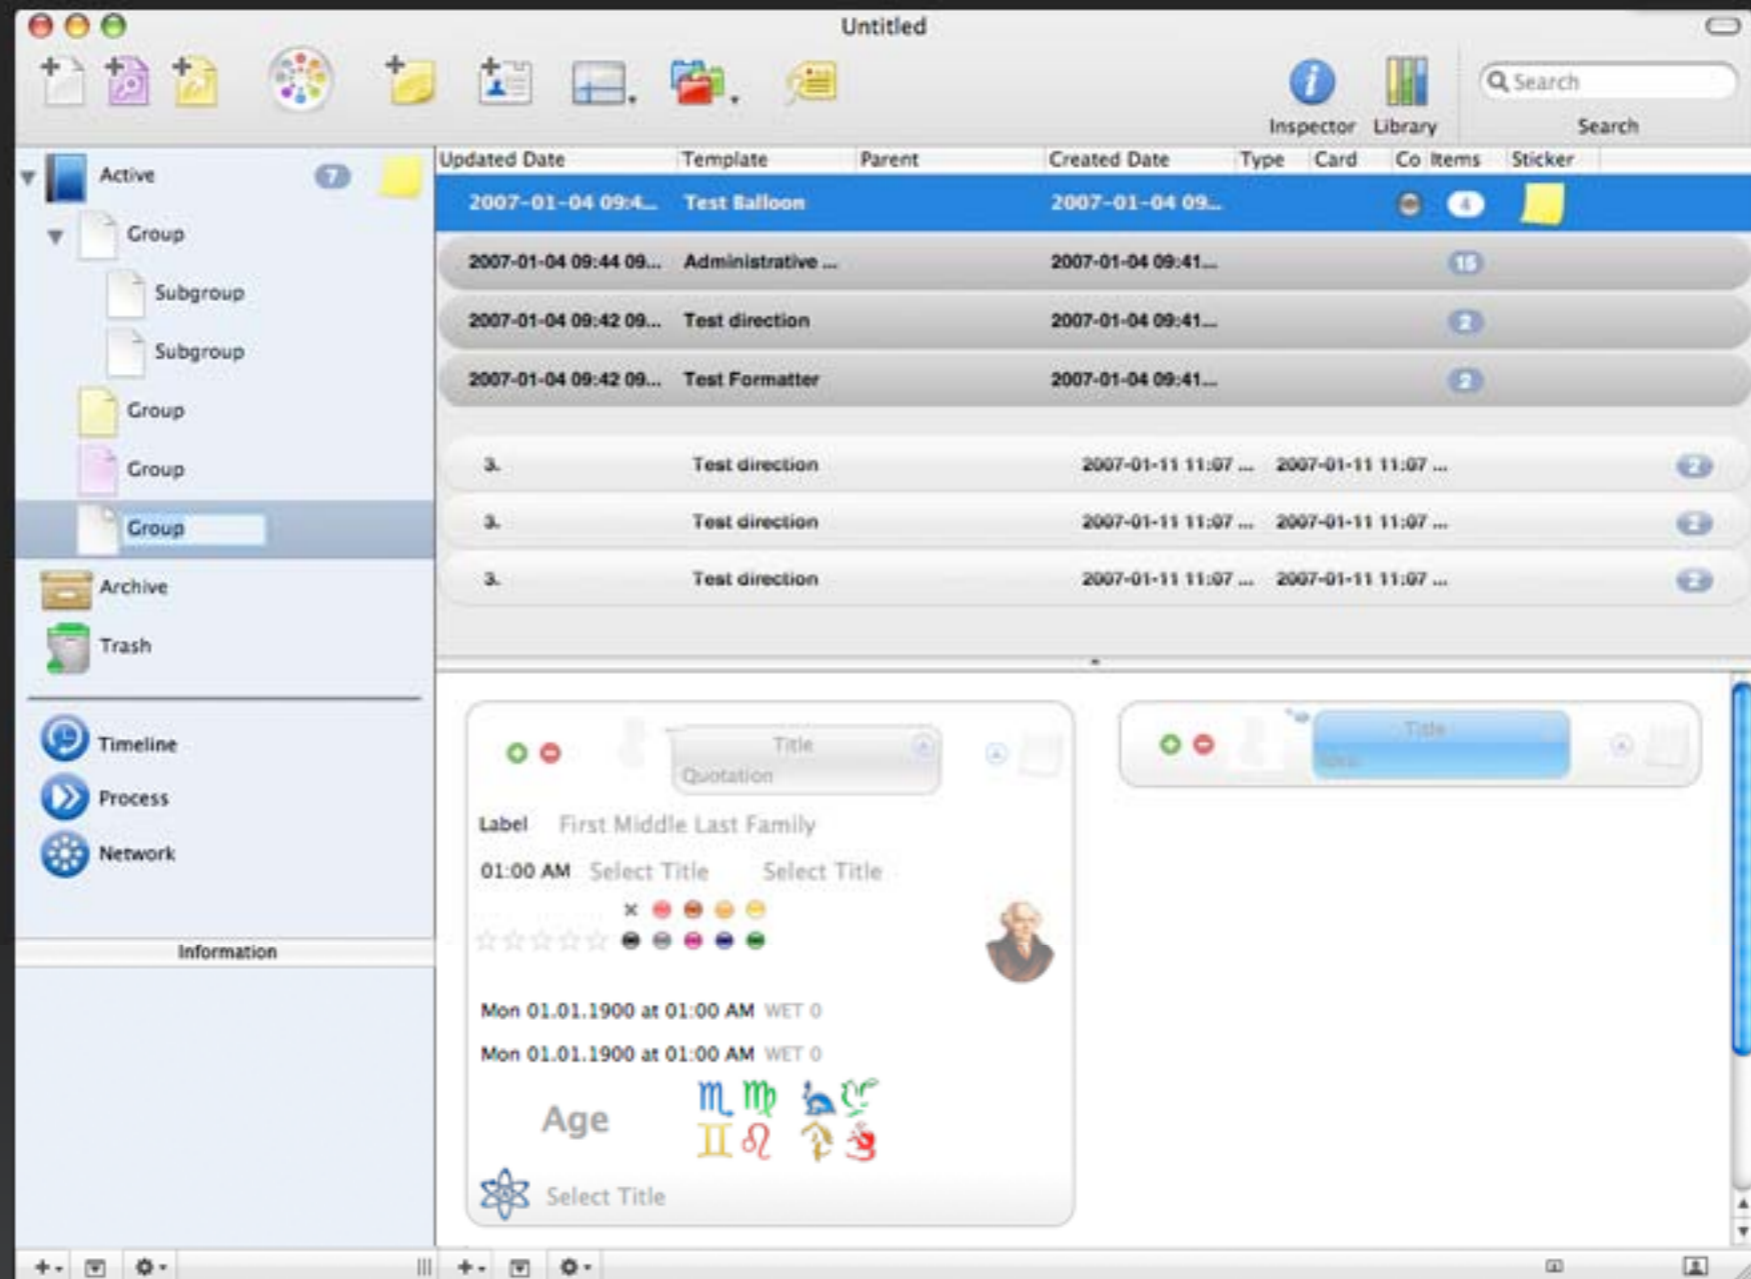 Untitled
Search
Inspector Library Search
Updated Date Template Parent Created Date Type Card Co Items Sticker
Active 7
Group
Subgroup
Subgroup
Group
Group
Group
Archive
Trash
Timeline
Process
Network
Information
2007-01-04 09:4... Test Balloon 2007-01-04 09... 4
2007-01-04 09:44 09... Administrative ... 2007-01-04 09:41... 15
2007-01-04 09:42 09... Test direction 2007-01-04 09:41... 2
2007-01-04 09:42 09... Test Formatter 2007-01-04 09:41... 2
3. Test direction 2007-01-11 11:07 ... 2007-01-11 11:07 ... 2
3. Test direction 2007-01-11 11:07 ... 2007-01-11 11:07 ... 2
3. Test direction 2007-01-11 11:07 ... 2007-01-11 11:07 ... 2
Title
Quotation
Label First Middle Last Family
01:00 AM Select Title Select Title
Mon 01.01.1900 at 01:00 AM WET 0
Mon 01.01.1900 at 01:00 AM WET 0
Age
Select Title
Title